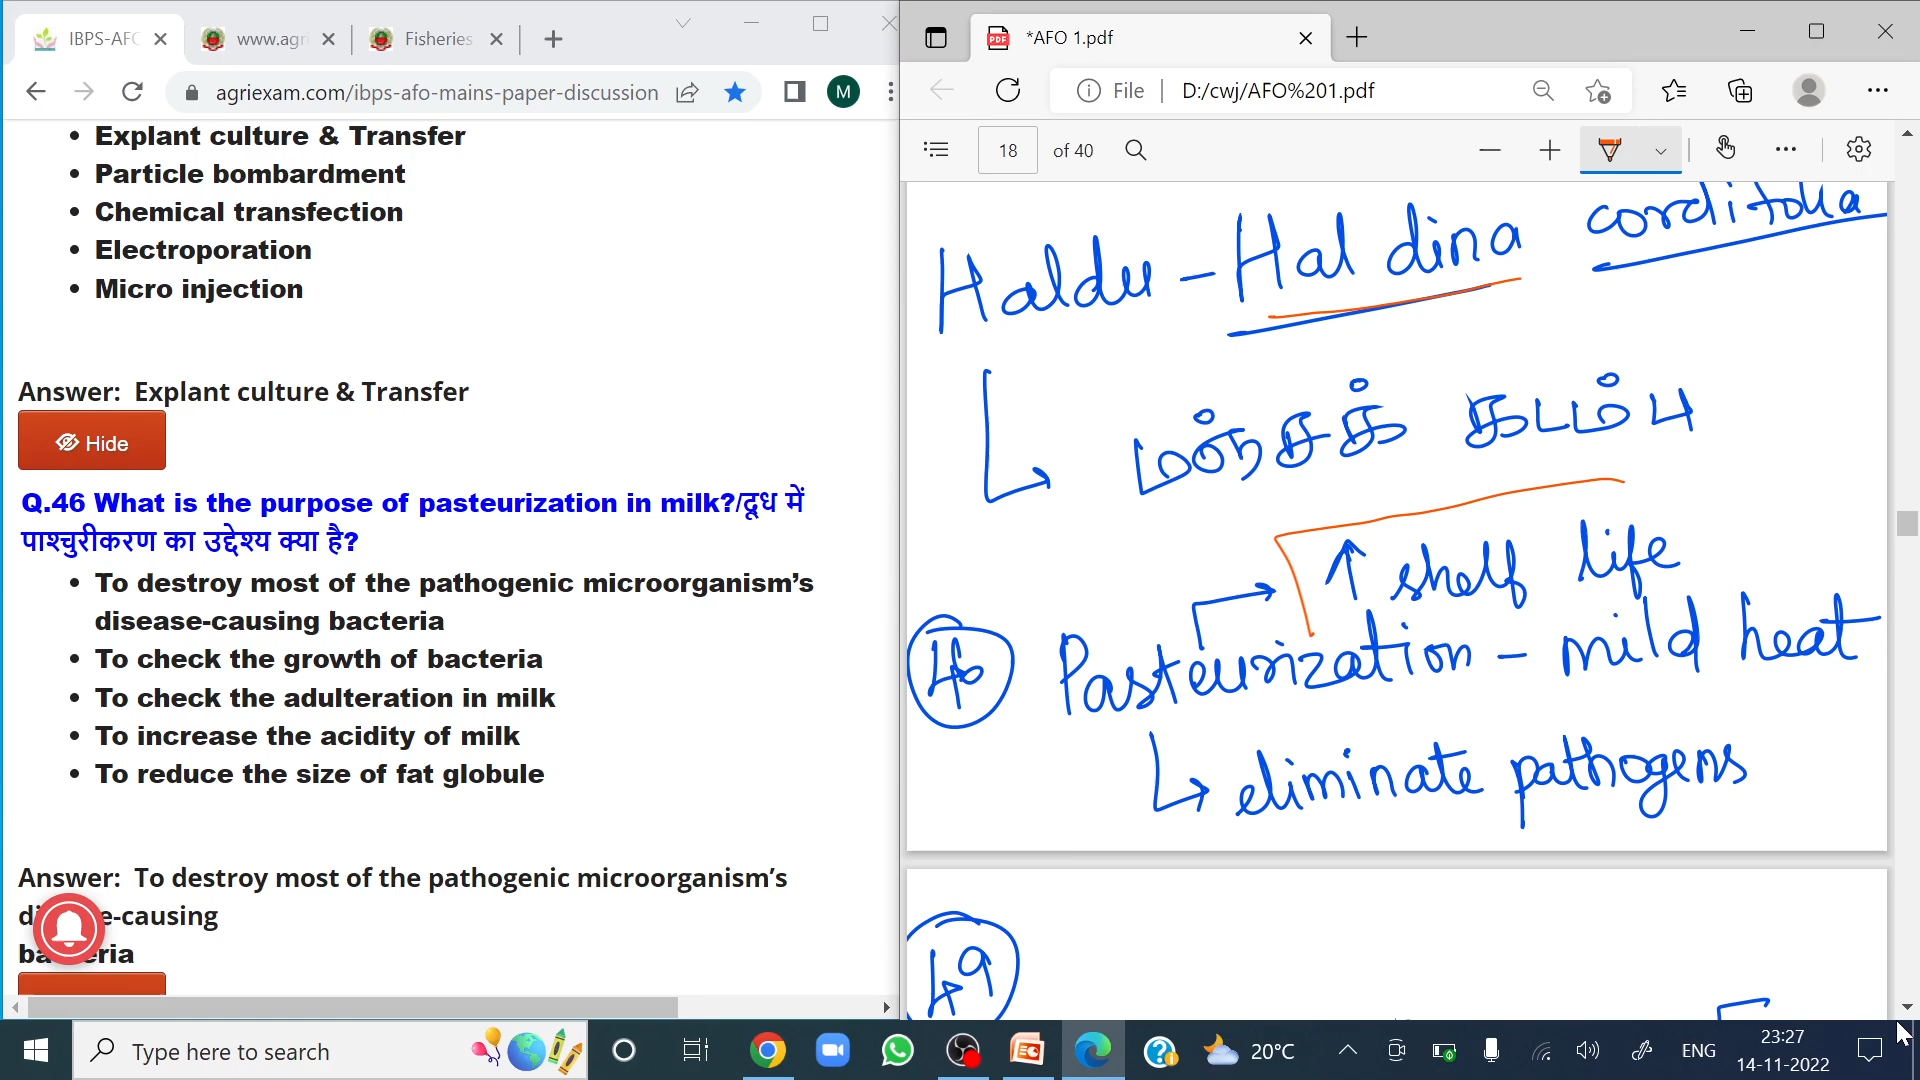 IBPS-AFC
www.agri
Fisheries
agriexam.com/ibps-afo-mains-paper-discussion
M
Explant culture & Transfer
Particle bombardment
Chemical transfection
Electroporation
Micro injection
Answer: Explant culture & Transfer
Hide
Q.46 What is the purpose of pasteurization in milk?/दूध में
पाश्चुरीकरण का उद्देश्य क्या है?
To destroy most of the pathogenic microorganism's
disease-causing bacteria
To check the growth of bacteria
To check the adulteration in milk
To increase the acidity of milk
To reduce the size of fat globule
Answer: To destroy most of the pathogenic microorganism's
-causing
*AFO 1.pdf
PDF
File D:/cwj/AFO%201.pdf
18 of 40
Haldu - Haldina cordifolia
மஞ்சக் கடம்பு
↑ shelf life
46 Pasteurization - mild heat
eliminate pathogens
49
Type here to search
20°C
ENG
23:27
14-11-2022